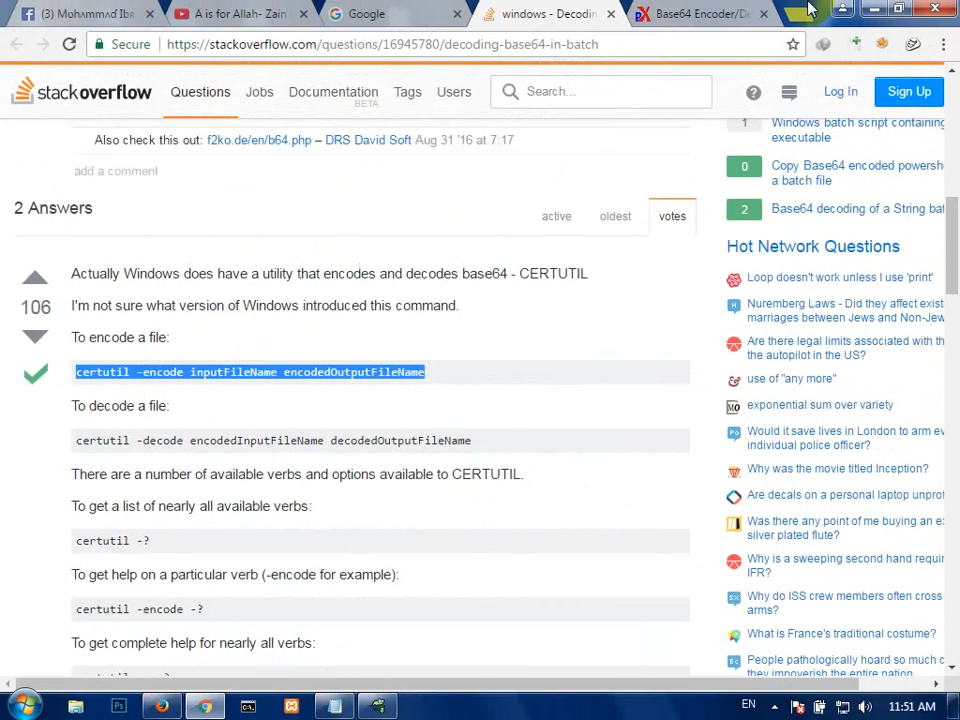 Muhammad Ibr
A is for Allah- Zain
Google
windows - Decodin
Base64 Encoder/De
Secure
https://stackoverflow.com/questions/16945780/decoding-base64-in-batch
stackoverflow
Questions
Jobs
Documentation
BETA
Tags
Users
Search...
Log In
Sign Up
Also check this out: f2ko.de/en/b64.php – DRS David Soft Aug 31 '16 at 7:17
add a comment
2 Answers
active
oldest
votes
106
Actually Windows does have a utility that encodes and decodes base64 - CERTUTIL
I'm not sure what version of Windows introduced this command.
To encode a file:
certutil -encode inputFileName encodedOutputFileName
To decode a file:
certutil -decode encodedInputFileName decodedOutputFileName
There are a number of available verbs and options available to CERTUTIL.
To get a list of nearly all available verbs:
certutil -?
To get help on a particular verb (-encode for example):
certutil -encode -?
To get complete help for nearly all verbs:
1
Windows batch script containing
executable
0
Copy Base64 encoded powersh
a batch file
2
Base64 decoding of a String bat
Hot Network Questions
Loop doesn't work unless I use 'print'
Nuremberg Laws - Did they affect exist
marriages between Jews and Non-Jew
Are there legal limits associated with th
the autopilot in the US?
use of "any more"
exponential sum over variety
Would it save lives in London to arm ev
individual police officer?
Why was the movie titled Inception?
Are decals on a personal laptop unprof
Was there any point of me buying an ex
silver plated flute?
Why is a sweeping second hand requir
IFR?
Why do ISS crew members often cross
arms?
What is France's traditional costume?
People pathologically hoard so much c
they impoverish the entire nation
EN
11:51 AM